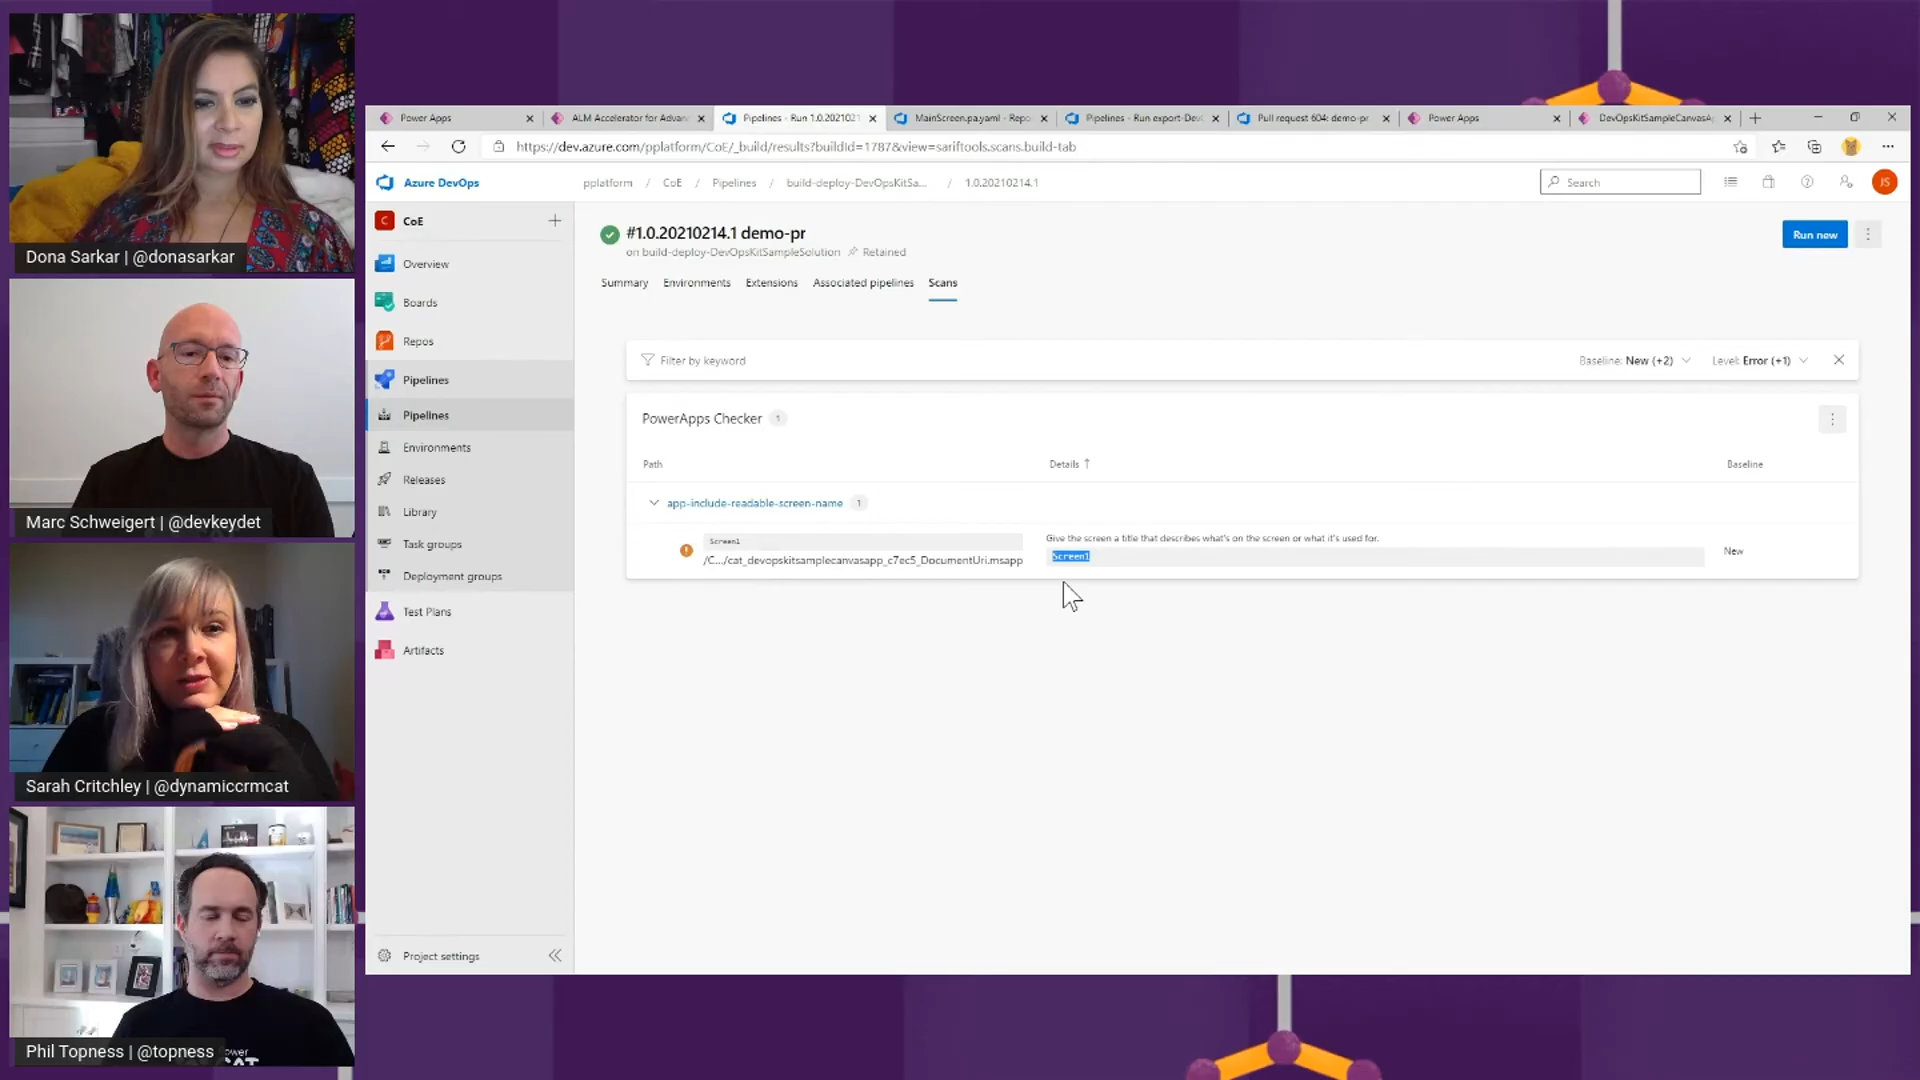 Dona Sarkar | @donasarkar
Marc Schweigert | @devkeydet
Sarah Critchley | @dynamiccrmcat
Phil Topness | @topness
Power Apps
ALM Accelerator for Advan
Pipelines - Run 1.0.2021021
MainScreen.pa.yaml - Repo
Pipelines - Run export-Dev
Pull request 604: demo-pr
Power Apps
DevOpsKitSampleCanvasA
https://dev.azure.com/pplatform/CoE/_build/results?buildId=1787&view=sariftools.scans.build-tab
Azure DevOps
pplatform / CoE / Pipelines / build-deploy-DevOpsKitSa... / 1.0.20210214.1
Search
JS
C CoE
Overview
Boards
Repos
Pipelines
Pipelines
Environments
Releases
Library
Task groups
Deployment groups
Test Plans
Artifacts
Project settings
#1.0.20210214.1 demo-pr
on build-deploy-DevOpsKitSampleSolution Retained
Run new
Summary Environments Extensions Associated pipelines Scans
Filter by keyword
Baseline: New (+2)
Level: Error (+1)
PowerApps Checker 1
Path Details Baseline
app-include-readable-screen-name 1
Screen1
/C.../cat_devopskitsamplecanvasapp_c7ec5_DocumentUri.msapp
Give the screen a title that describes what's on the screen or what it's used for.
Screen1
New